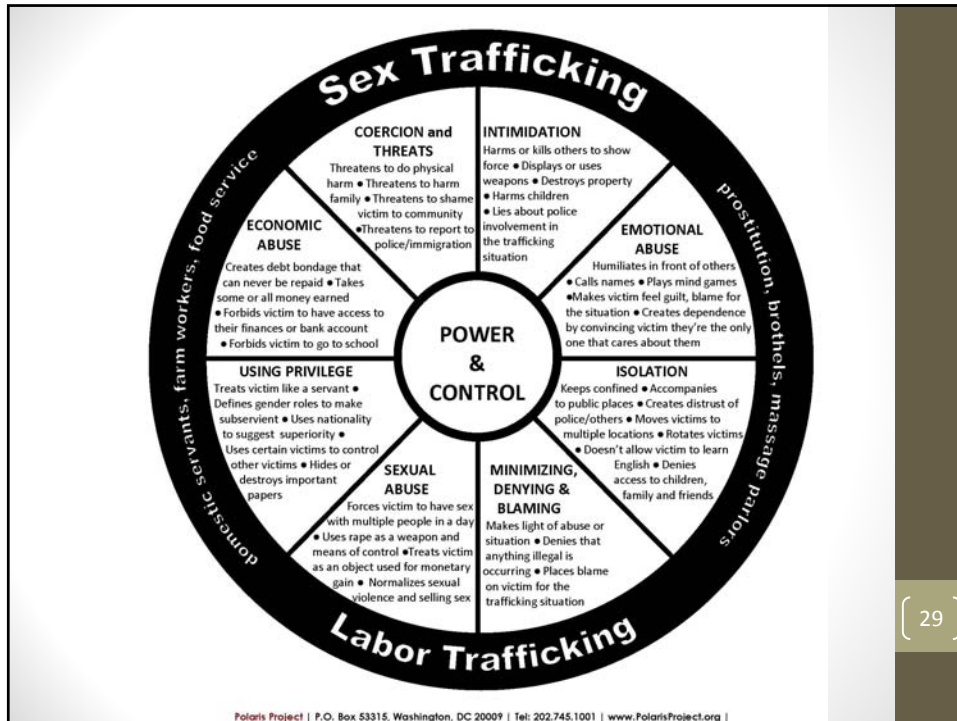 Sex Trafficking
COERCION and
THREATS
Threatens to do physical
harm ● Threatens to harm
family ● Threatens to shame
victim to community
●Threatens to report to
police/immigration
INTIMIDATION
Harms or kills others to show
force ● Displays or uses
weapons ● Destroys property
● Harms children
● Lies about police
involvement in
the trafficking
situation
EMOTIONAL
ABUSE
Humiliates in front of others
● Calls names ● Plays mind games
●Makes victim feel guilt, blame for
the situation ● Creates dependence
by convincing victim they're the only
one that cares about them
ISOLATION
Keeps confined ● Accompanies
to public places ● Creates distrust of
police/others ● Moves victims to
multiple locations ● Rotates victims
● Doesn't allow victim to learn
English ● Denies
access to children,
family and friends
MINIMIZING,
DENYING &
BLAMING
Makes light of abuse or
situation ● Denies that
anything illegal is
occurring ● Places blame
on victim for the
trafficking situation
SEXUAL
ABUSE
Forces victim to have sex
with multiple people in a day
● Uses rape as a weapon and
means of control ●Treats victim
as an object used for monetary
gain ● Normalizes sexual
violence and selling sex
USING PRIVILEGE
Treats victim like a servant ●
Defines gender roles to make
subservient ● Uses nationality
to suggest superiority ●
Uses certain victims to control
other victims ● Hides or
destroys important
papers
ECONOMIC
ABUSE
Creates debt bondage that
can never be repaid ● Takes
some or all money earned
● Forbids victim to have access to
their finances or bank account
● Forbids victim to go to school
POWER
&
CONTROL
domestic servants, farm workers, food service
prostitution, brothels, massage parlors
Labor Trafficking
29
Polaris Project | P.O. Box 53315, Washington, DC 20009 | Tel: 202.745.1001 | www.PolarisProject.org |